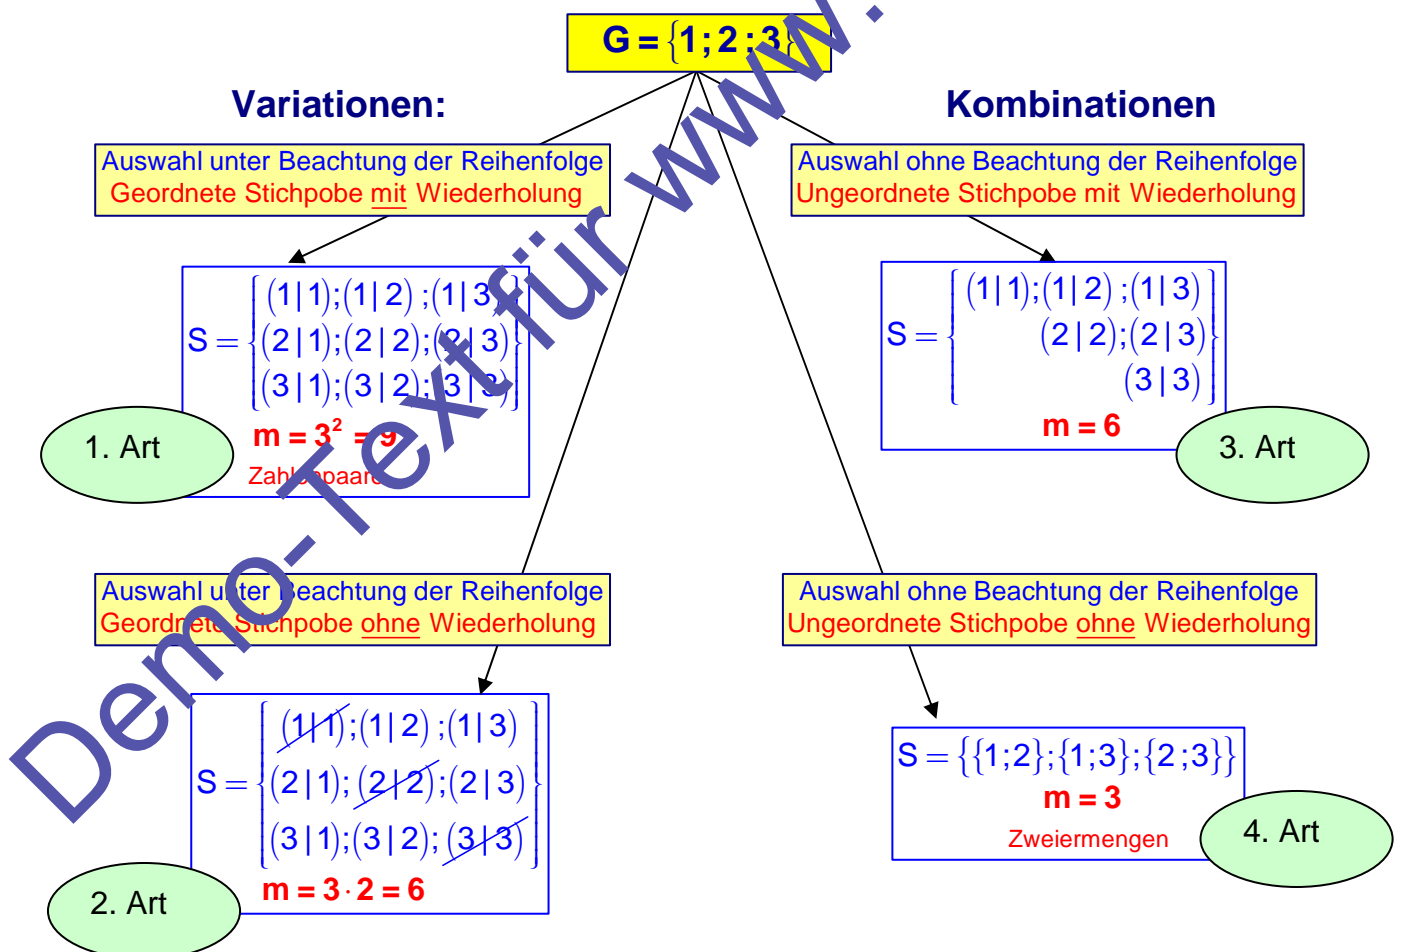 G = {1; 2 ; 3}
Variationen:
Auswahl unter Beachtung der Reihenfolge
Geordnete Stichpobe mit Wiederholung
S = { (1 | 1);(1 | 2) ;(1 | 3)
(2 | 1);(2 | 2);(2 | 3)
(3 | 1);(3 | 2);(3 | 3) }
m = 3² = 9
Zahlenpaare
1. Art
Kombinationen
Auswahl ohne Beachtung der Reihenfolge
Ungeordnete Stichpobe mit Wiederholung
S = { (1 | 1);(1 | 2) ;(1 | 3)
(2 | 2);(2 | 3)
(3 | 3) }
m = 6
3. Art
Auswahl unter Beachtung der Reihenfolge
Geordnete Stichpobe ohne Wiederholung
S = { (1 | 1);(1 | 2) ;(1 | 3)
(2 | 1);(2 | 2);(2 | 3)
(3 | 1);(3 | 2);(3 | 3) }
m = 3 · 2 = 6
2. Art
Auswahl ohne Beachtung der Reihenfolge
Ungeordnete Stichpobe ohne Wiederholung
S = {{1;2};{1;3};{2 ;3}}
m = 3
Zweiermengen
4. Art
Demo-Text für www.